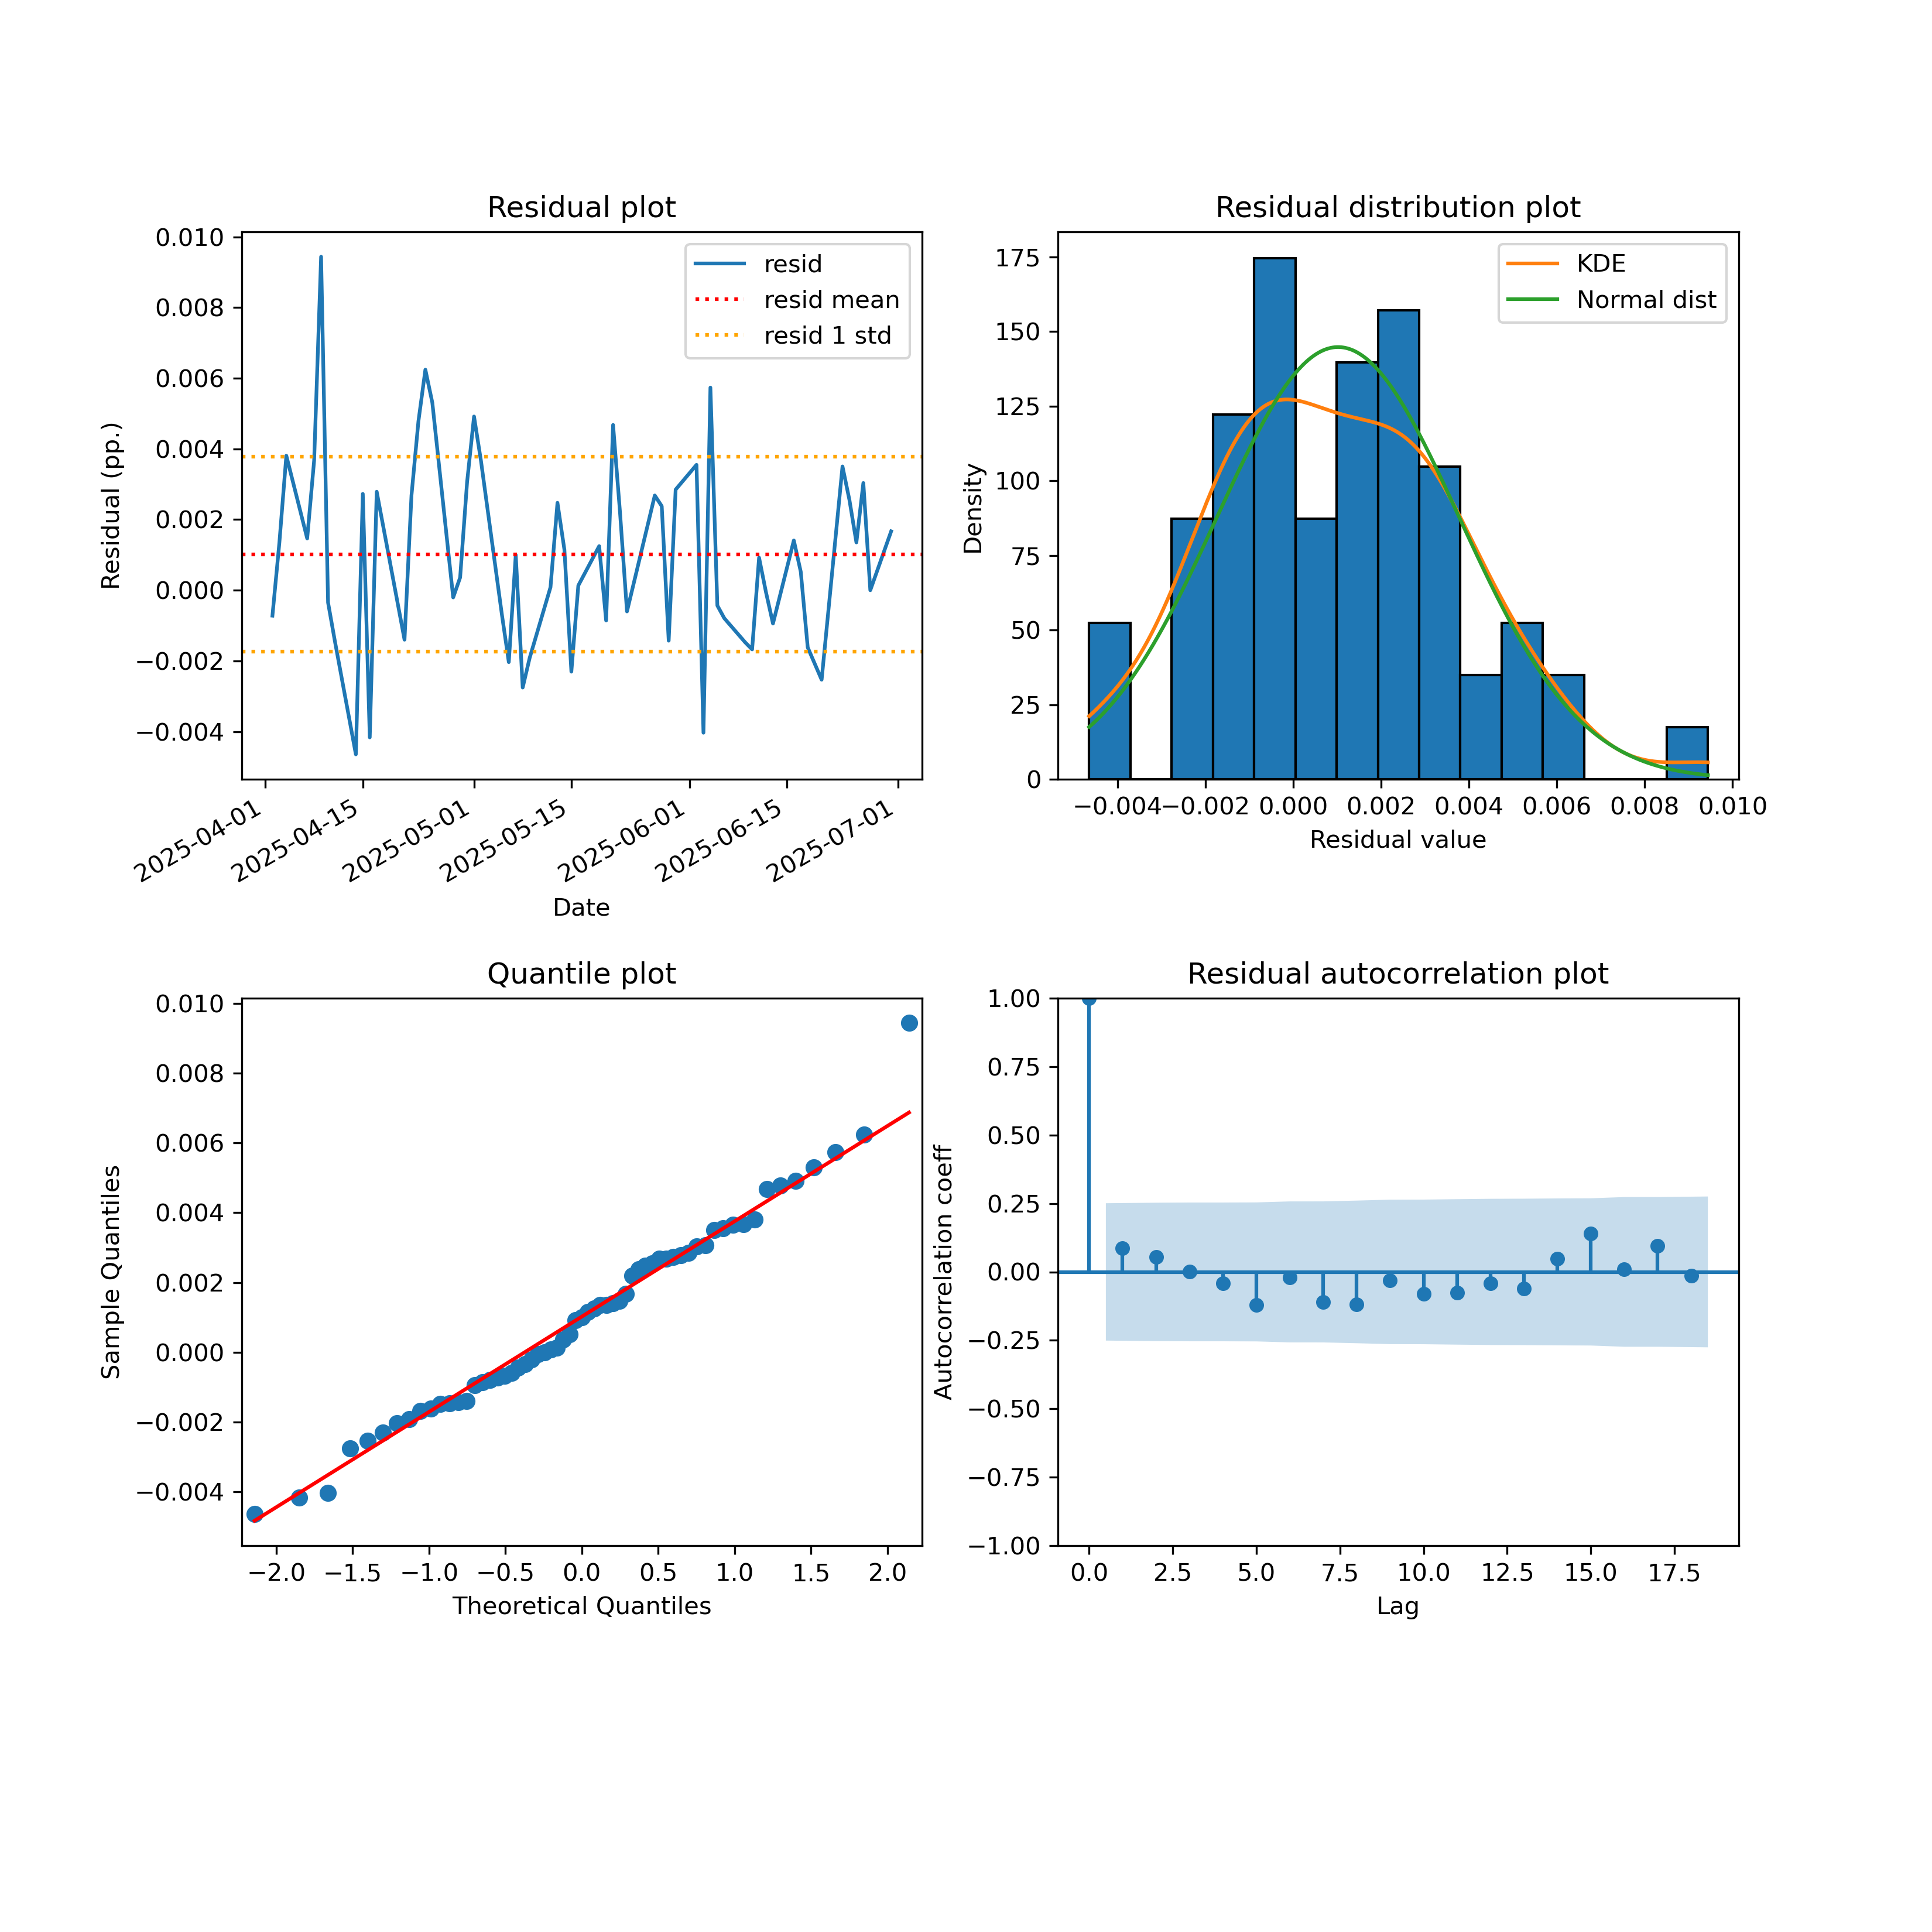 Residual plot
0.010
0.008
0.006
0.004
0.002
0.000
−0.002
−0.004
Residual (pp.)
resid
resid mean
resid 1 std
2025-04-01
2025-04-15
2025-05-01
2025-05-15
2025-06-01
2025-06-15
2025-07-01
Date
Residual distribution plot
175
150
125
100
75
50
25
0
Density
KDE
Normal dist
−0.004 −0.002 0.000 0.002 0.004 0.006 0.008 0.010
Residual value
Quantile plot
0.010
0.008
0.006
0.004
0.002
0.000
−0.002
−0.004
Sample Quantiles
−2.0 −1.5 −1.0 −0.5 0.0 0.5 1.0 1.5 2.0
Theoretical Quantiles
Residual autocorrelation plot
1.00
0.75
0.50
0.25
0.00
−0.25
−0.50
−0.75
−1.00
Autocorrelation coeff
0.0 2.5 5.0 7.5 10.0 12.5 15.0 17.5
Lag